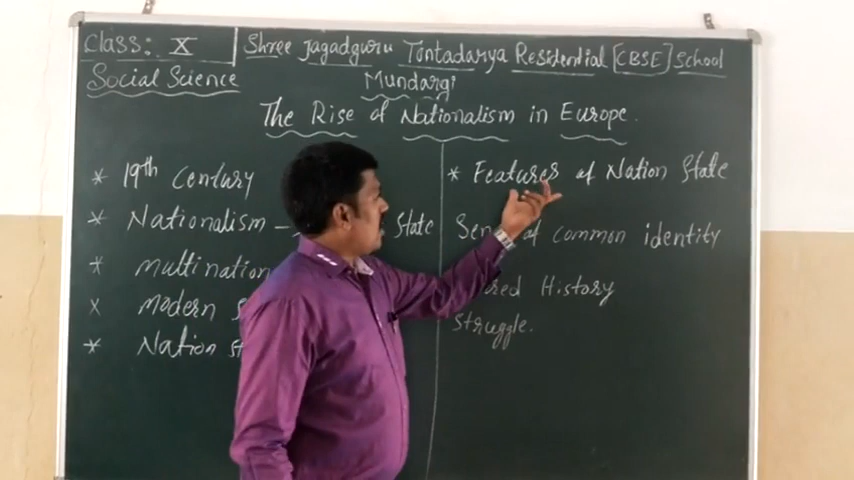 Class: X
Shree Jagadguru Tontadarya Residential [CBSE] School
Social Science
Mundargi
The Rise of Nationalism in Europe.
* 19th Century
* Nationalism - State
* multination
* modern
* Nation
* Features of Nation State
of common identity
History
Struggle.